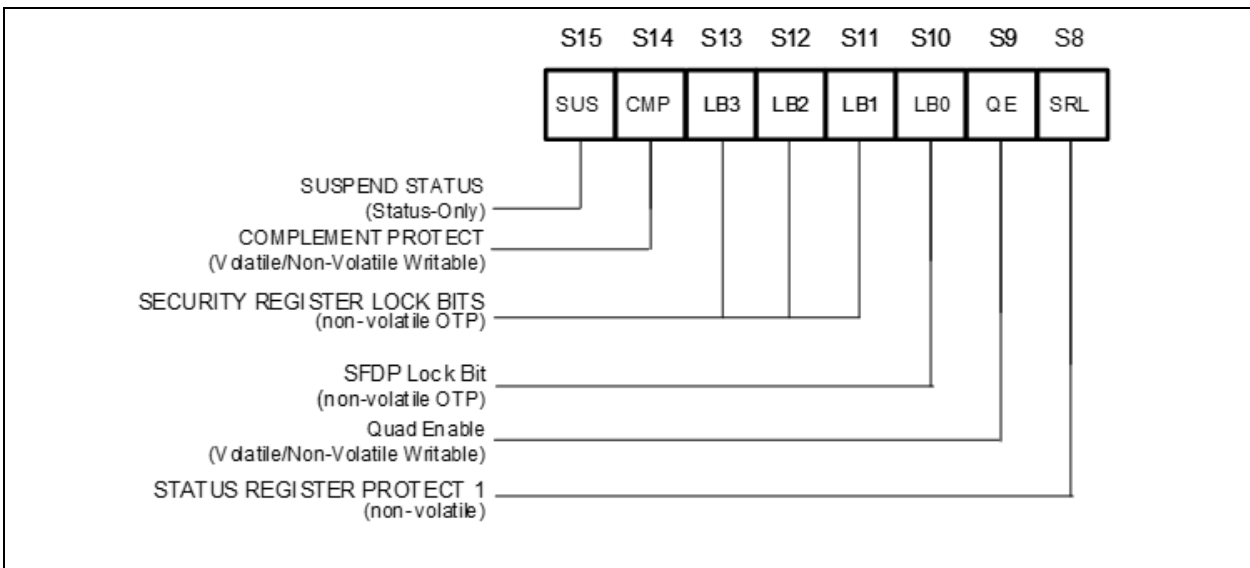 S15 S14 S13 S12 S11 S10 S9 S8
SUS CMP LB3 LB2 LB1 LB0 QE SRL
SUSPEND STATUS
(Status-Only)
COMPLEMENT PROTECT
(Volatile/Non-Volatile Writable)
SECURITY REGISTER LOCK BITS
(non-volatile OTP)
SFDP Lock Bit
(non-volatile OTP)
Quad Enable
(Volatile/Non-Volatile Writable)
STATUS REGISTER PROTECT 1
(non-volatile)